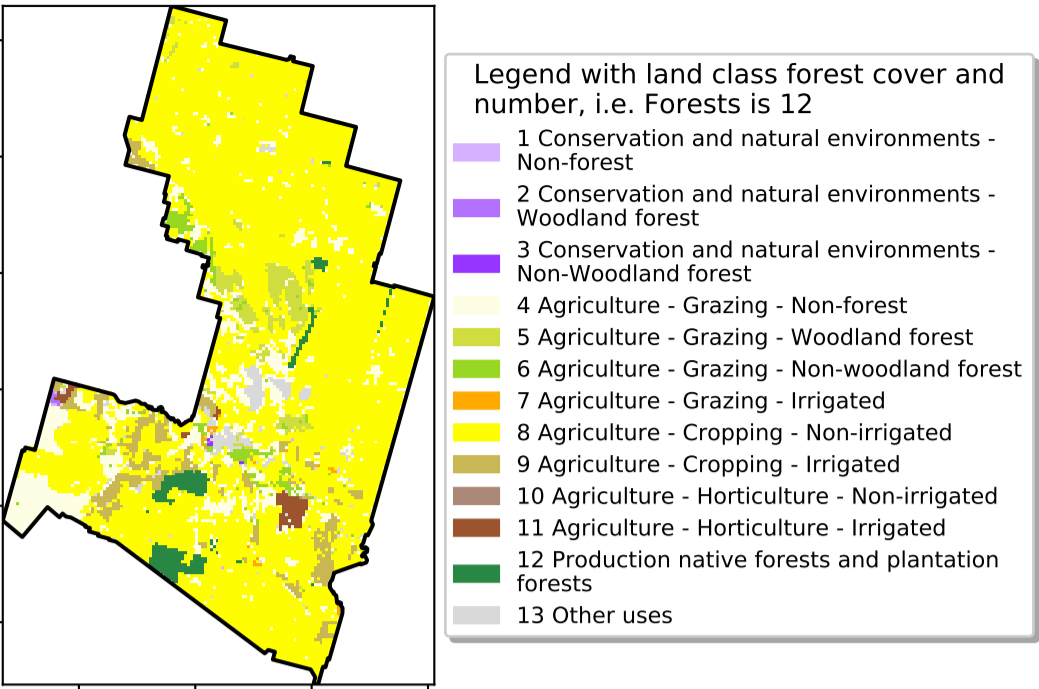 Legend with land class forest cover and
number, i.e. Forests is 12
1 Conservation and natural environments -
Non-forest
2 Conservation and natural environments -
Woodland forest
3 Conservation and natural environments -
Non-Woodland forest
4 Agriculture - Grazing - Non-forest
5 Agriculture - Grazing - Woodland forest
6 Agriculture - Grazing - Non-woodland forest
7 Agriculture - Grazing - Irrigated
8 Agriculture - Cropping - Non-irrigated
9 Agriculture - Cropping - Irrigated
10 Agriculture - Horticulture - Non-irrigated
11 Agriculture - Horticulture - Irrigated
12 Production native forests and plantation
forests
13 Other uses